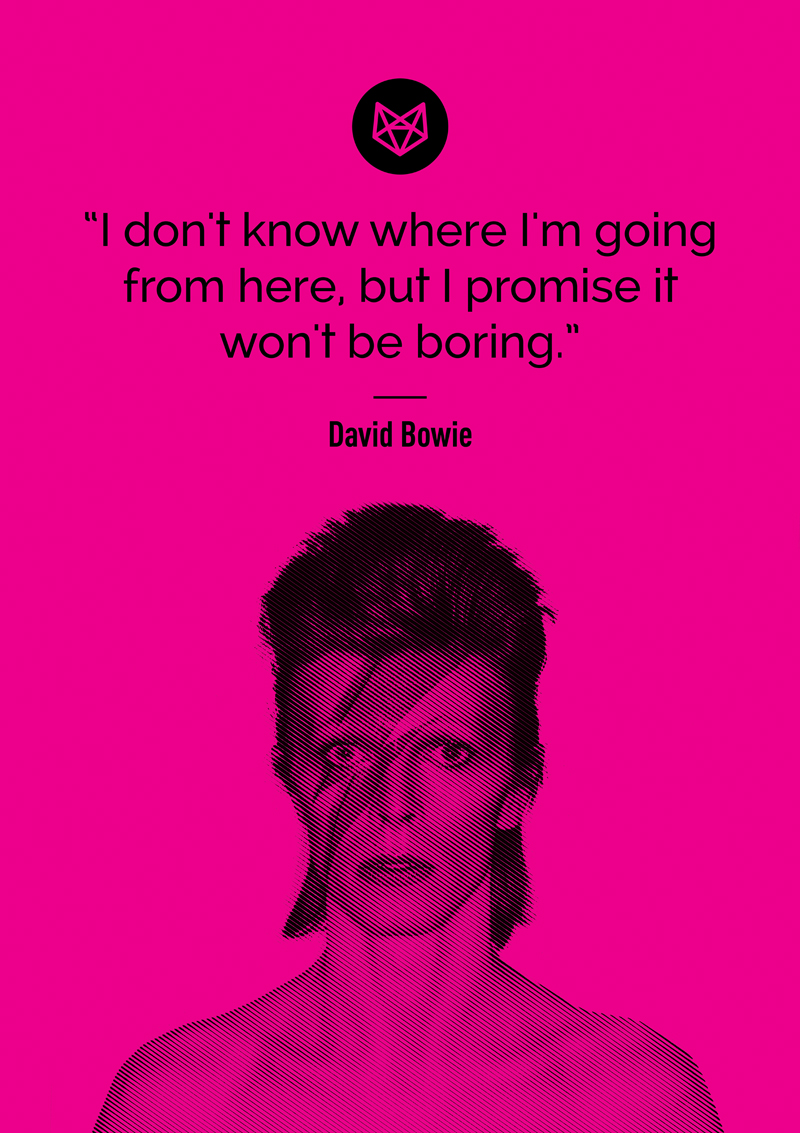 “I don't know where I'm going
from here, but I promise it
won't be boring.”
David Bowie